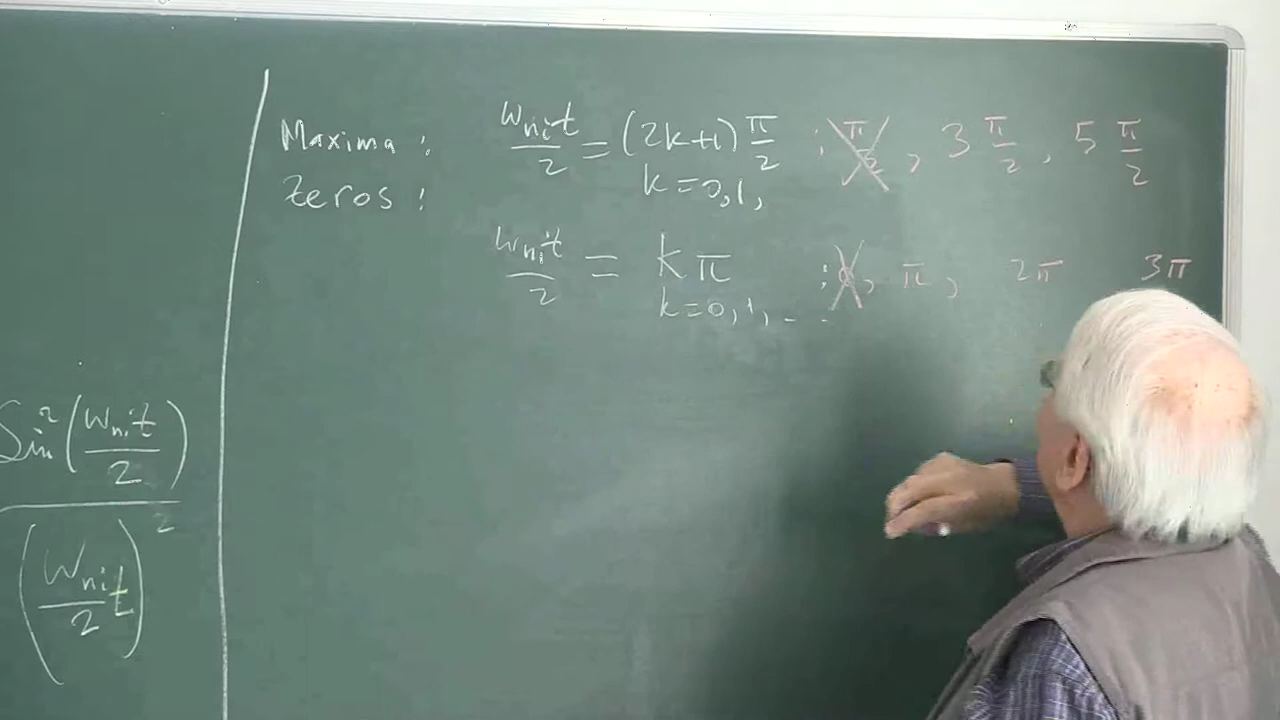 Maxima : ω_ni t / 2 = (2k+1) π/2 ; π/2, 3 π/2, 5 π/2
k = 0,1,
Zeros :
ω_ni t / 2 = k π ; 0, π, 2π 3π
k = 0,1, - - -
Sin²(ω_ni t / 2)
(ω_ni / 2 t)²